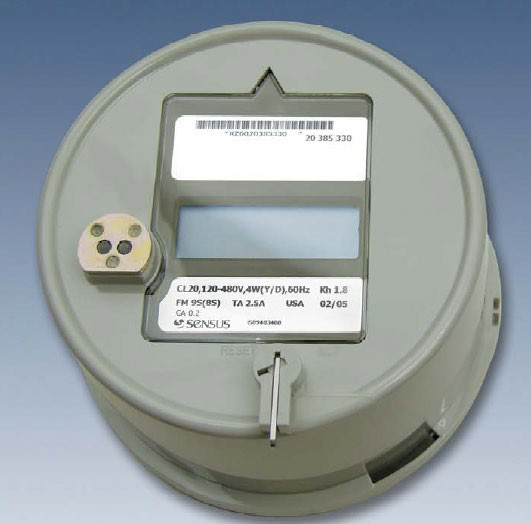 20 385 330
CL20,120-480V,4W(Y/D),60Hz Kh 1.8
FM 9S(8S) TA 2.5A USA 02/05
CA 0.2
SENSUS
RESET